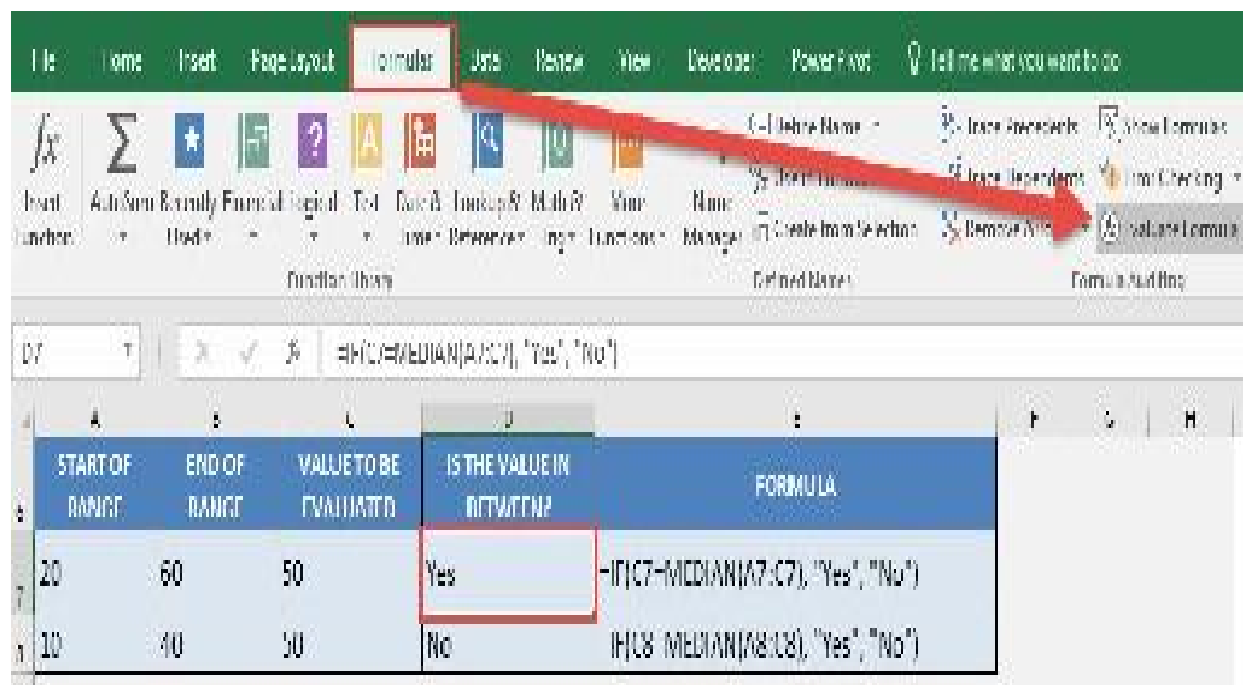 File Home Insert Page Layout Formulas Data Review View Developer Power Pivot Tell me what you want to do
fx Σ ? A
Define Name Trace Precedents Show Formulas
Trace Dependents Error Checking
Insert AutoSum Recently Financial Logical Text Date & Lookup & Math & More Name
Function Used Time Reference Trig Functions Manager Create from Selection Remove Evaluate Formula
Function Library Defined Names Formula Auditing
D7 fx =IF(C7=MEDIAN(A7:C7), "Yes", "No")
A B C D E F G H
6 START OF RANGE END OF RANGE VALUE TO BE EVALUATED IS THE VALUE IN BETWEEN? FORMULA
7 20 60 50 Yes =IF(C7=MEDIAN(A7:C7), "Yes", "No")
8 10 40 50 No =IF(C8=MEDIAN(A8:C8), "Yes", "No")